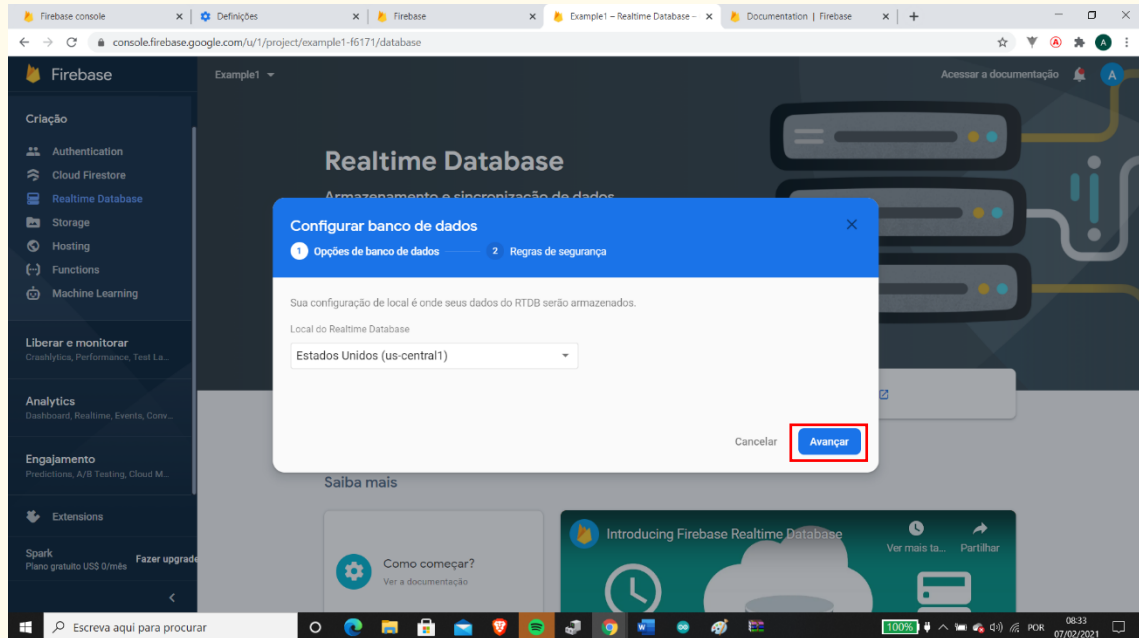 Firebase console
Definições
Firebase
Example1 – Realtime Database –
Documentation | Firebase
console.firebase.google.com/u/1/project/example1-f6171/database
Firebase
Example1
Acessar a documentação
A
Criação
Authentication
Cloud Firestore
Realtime Database
Storage
Hosting
Functions
Machine Learning
Liberar e monitorar
Crashlytics, Performance, Test La...
Analytics
Dashboard, Realtime, Events, Conv...
Engajamento
Predictions, A/B Testing, Cloud M...
Extensions
Spark
Plano gratuito US$ 0/mês
Fazer upgrade
Realtime Database
Armazenamento e sincronização de dados
Configurar banco de dados
1 Opções de banco de dados
2 Regras de segurança
Sua configuração de local é onde seus dados do RTDB serão armazenados.
Local do Realtime Database
Estados Unidos (us-central1)
Cancelar
Avançar
Saiba mais
Como começar?
Ver a documentação
Introducing Firebase Realtime Database
Ver mais ta...
Partilhar
Escreva aqui para procurar
100%
POR
08:33
07/02/2021